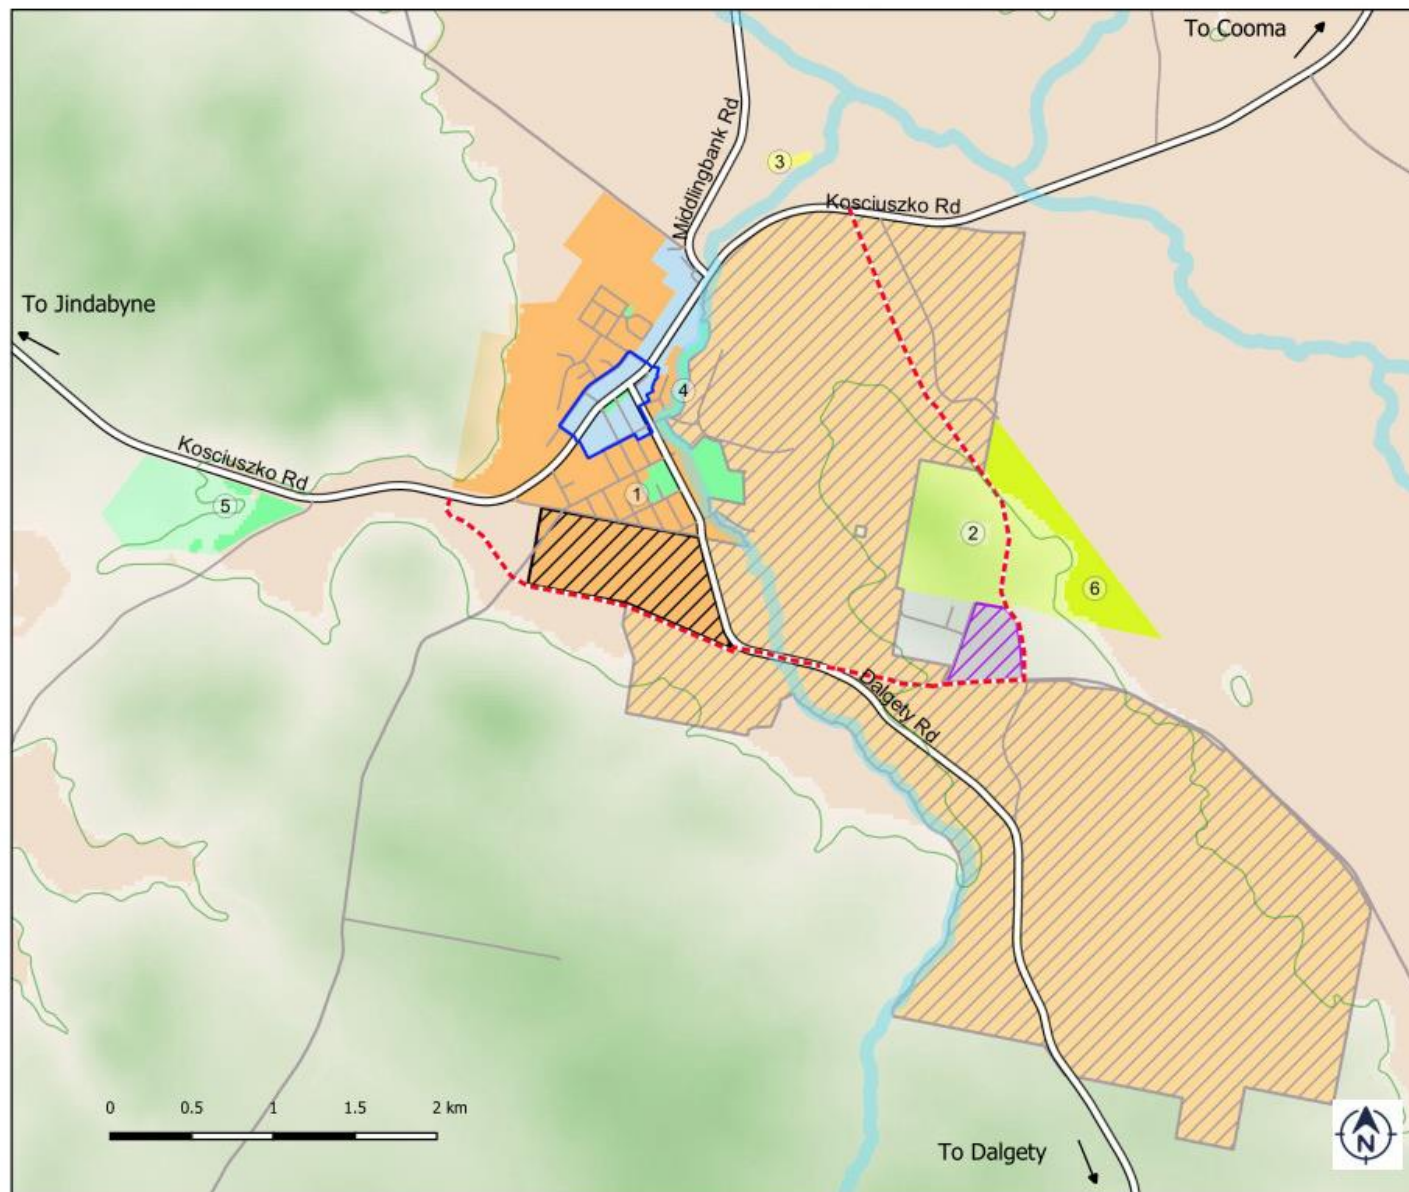 To Cooma
Middlingbank Rd
3
Kosciuszko Rd
To Jindabyne
4
Kosciuszko Rd
1
5
2
6
Dalgety Rd
0 0.5 1 1.5 2 km
N
To Dalgety